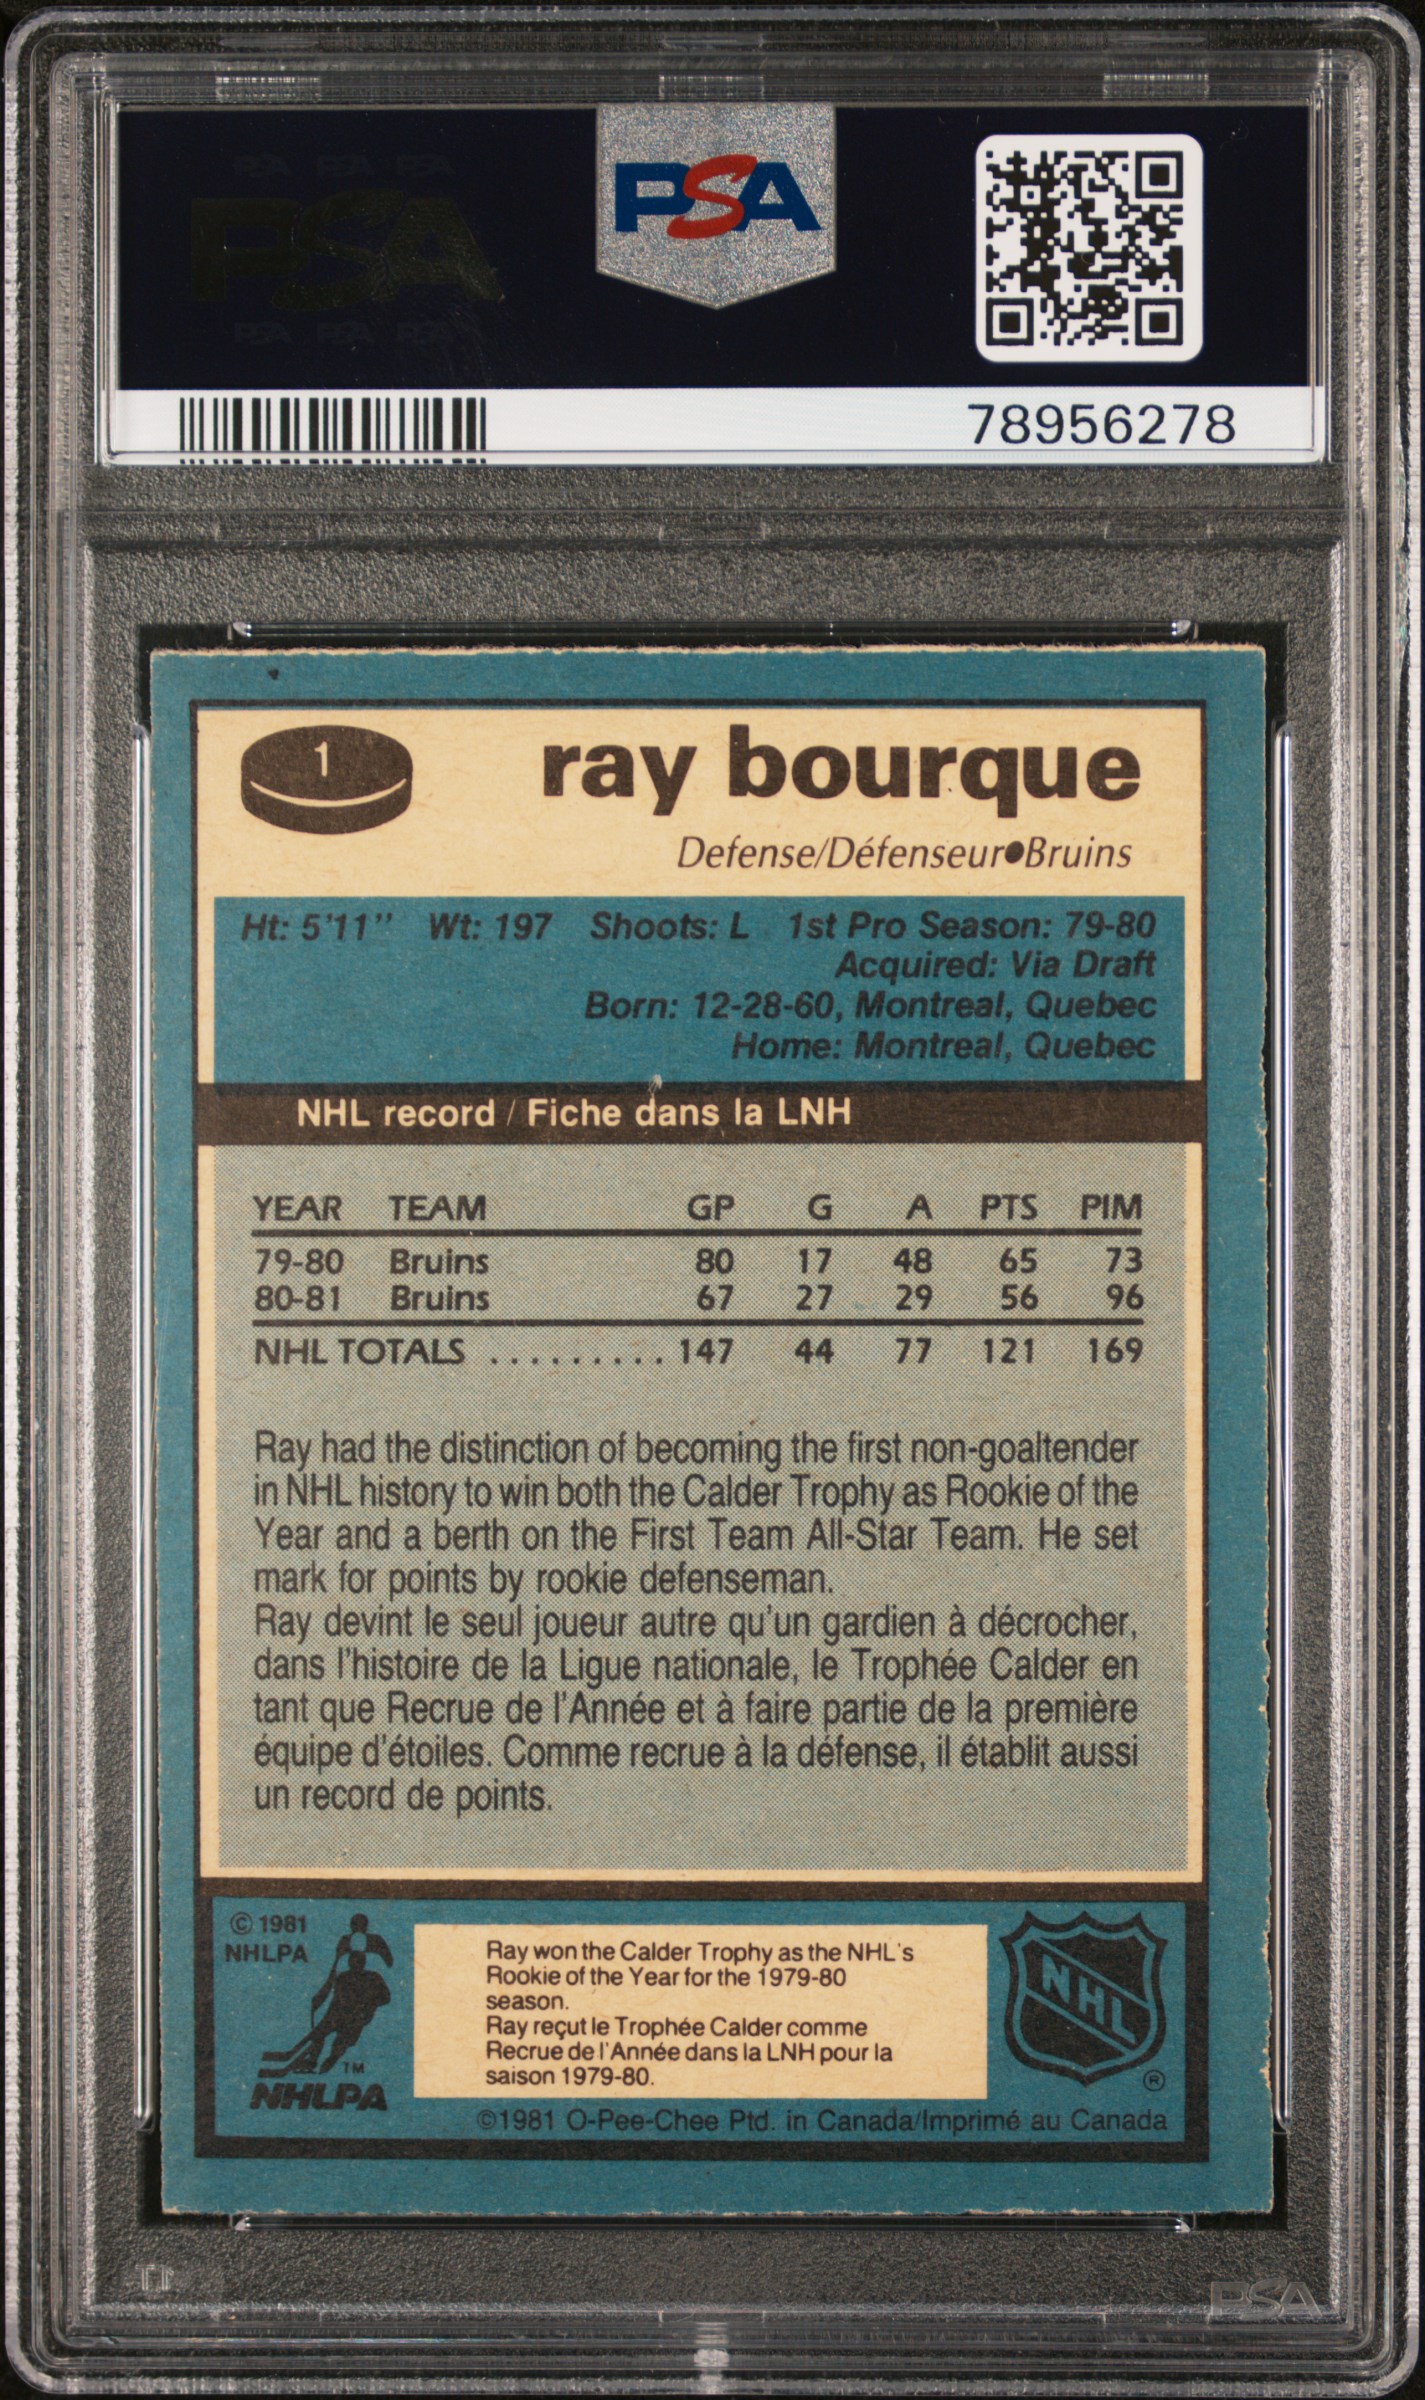 PSA PSA PSA
PSA
PSA PSA PSA
PSA
78956278
1
ray bourque
Defense/Défenseur●Bruins
Ht: 5'11" Wt: 197 Shoots: L 1st Pro Season: 79-80
Acquired: Via Draft
Born: 12-28-60, Montreal, Quebec
Home: Montreal, Quebec
NHL record / Fiche dans la LNH
YEAR TEAM GP G A PTS PIM
79-80 Bruins 80 17 48 65 73
80-81 Bruins 67 27 29 56 96
NHL TOTALS ......... 147 44 77 121 169
Ray had the distinction of becoming the first non-goaltender
in NHL history to win both the Calder Trophy as Rookie of the
Year and a berth on the First Team All-Star Team. He set
mark for points by rookie defenseman.
Ray devint le seul joueur autre qu'un gardien à décrocher,
dans l'histoire de la Ligue nationale, le Trophée Calder en
tant que Recrue de l'Année et à faire partie de la première
équipe d'étoiles. Comme recrue à la défense, il établit aussi
un record de points.
© 1981
NHLPA
TM
NHLPA
Ray won the Calder Trophy as the NHL's
Rookie of the Year for the 1979-80
season.
Ray reçut le Trophée Calder comme
Recrue de l'Année dans la LNH pour la
saison 1979-80.
NHL
®
©1981 O-Pee-Chee Ptd. in Canada/Imprimé au Canada
PSA